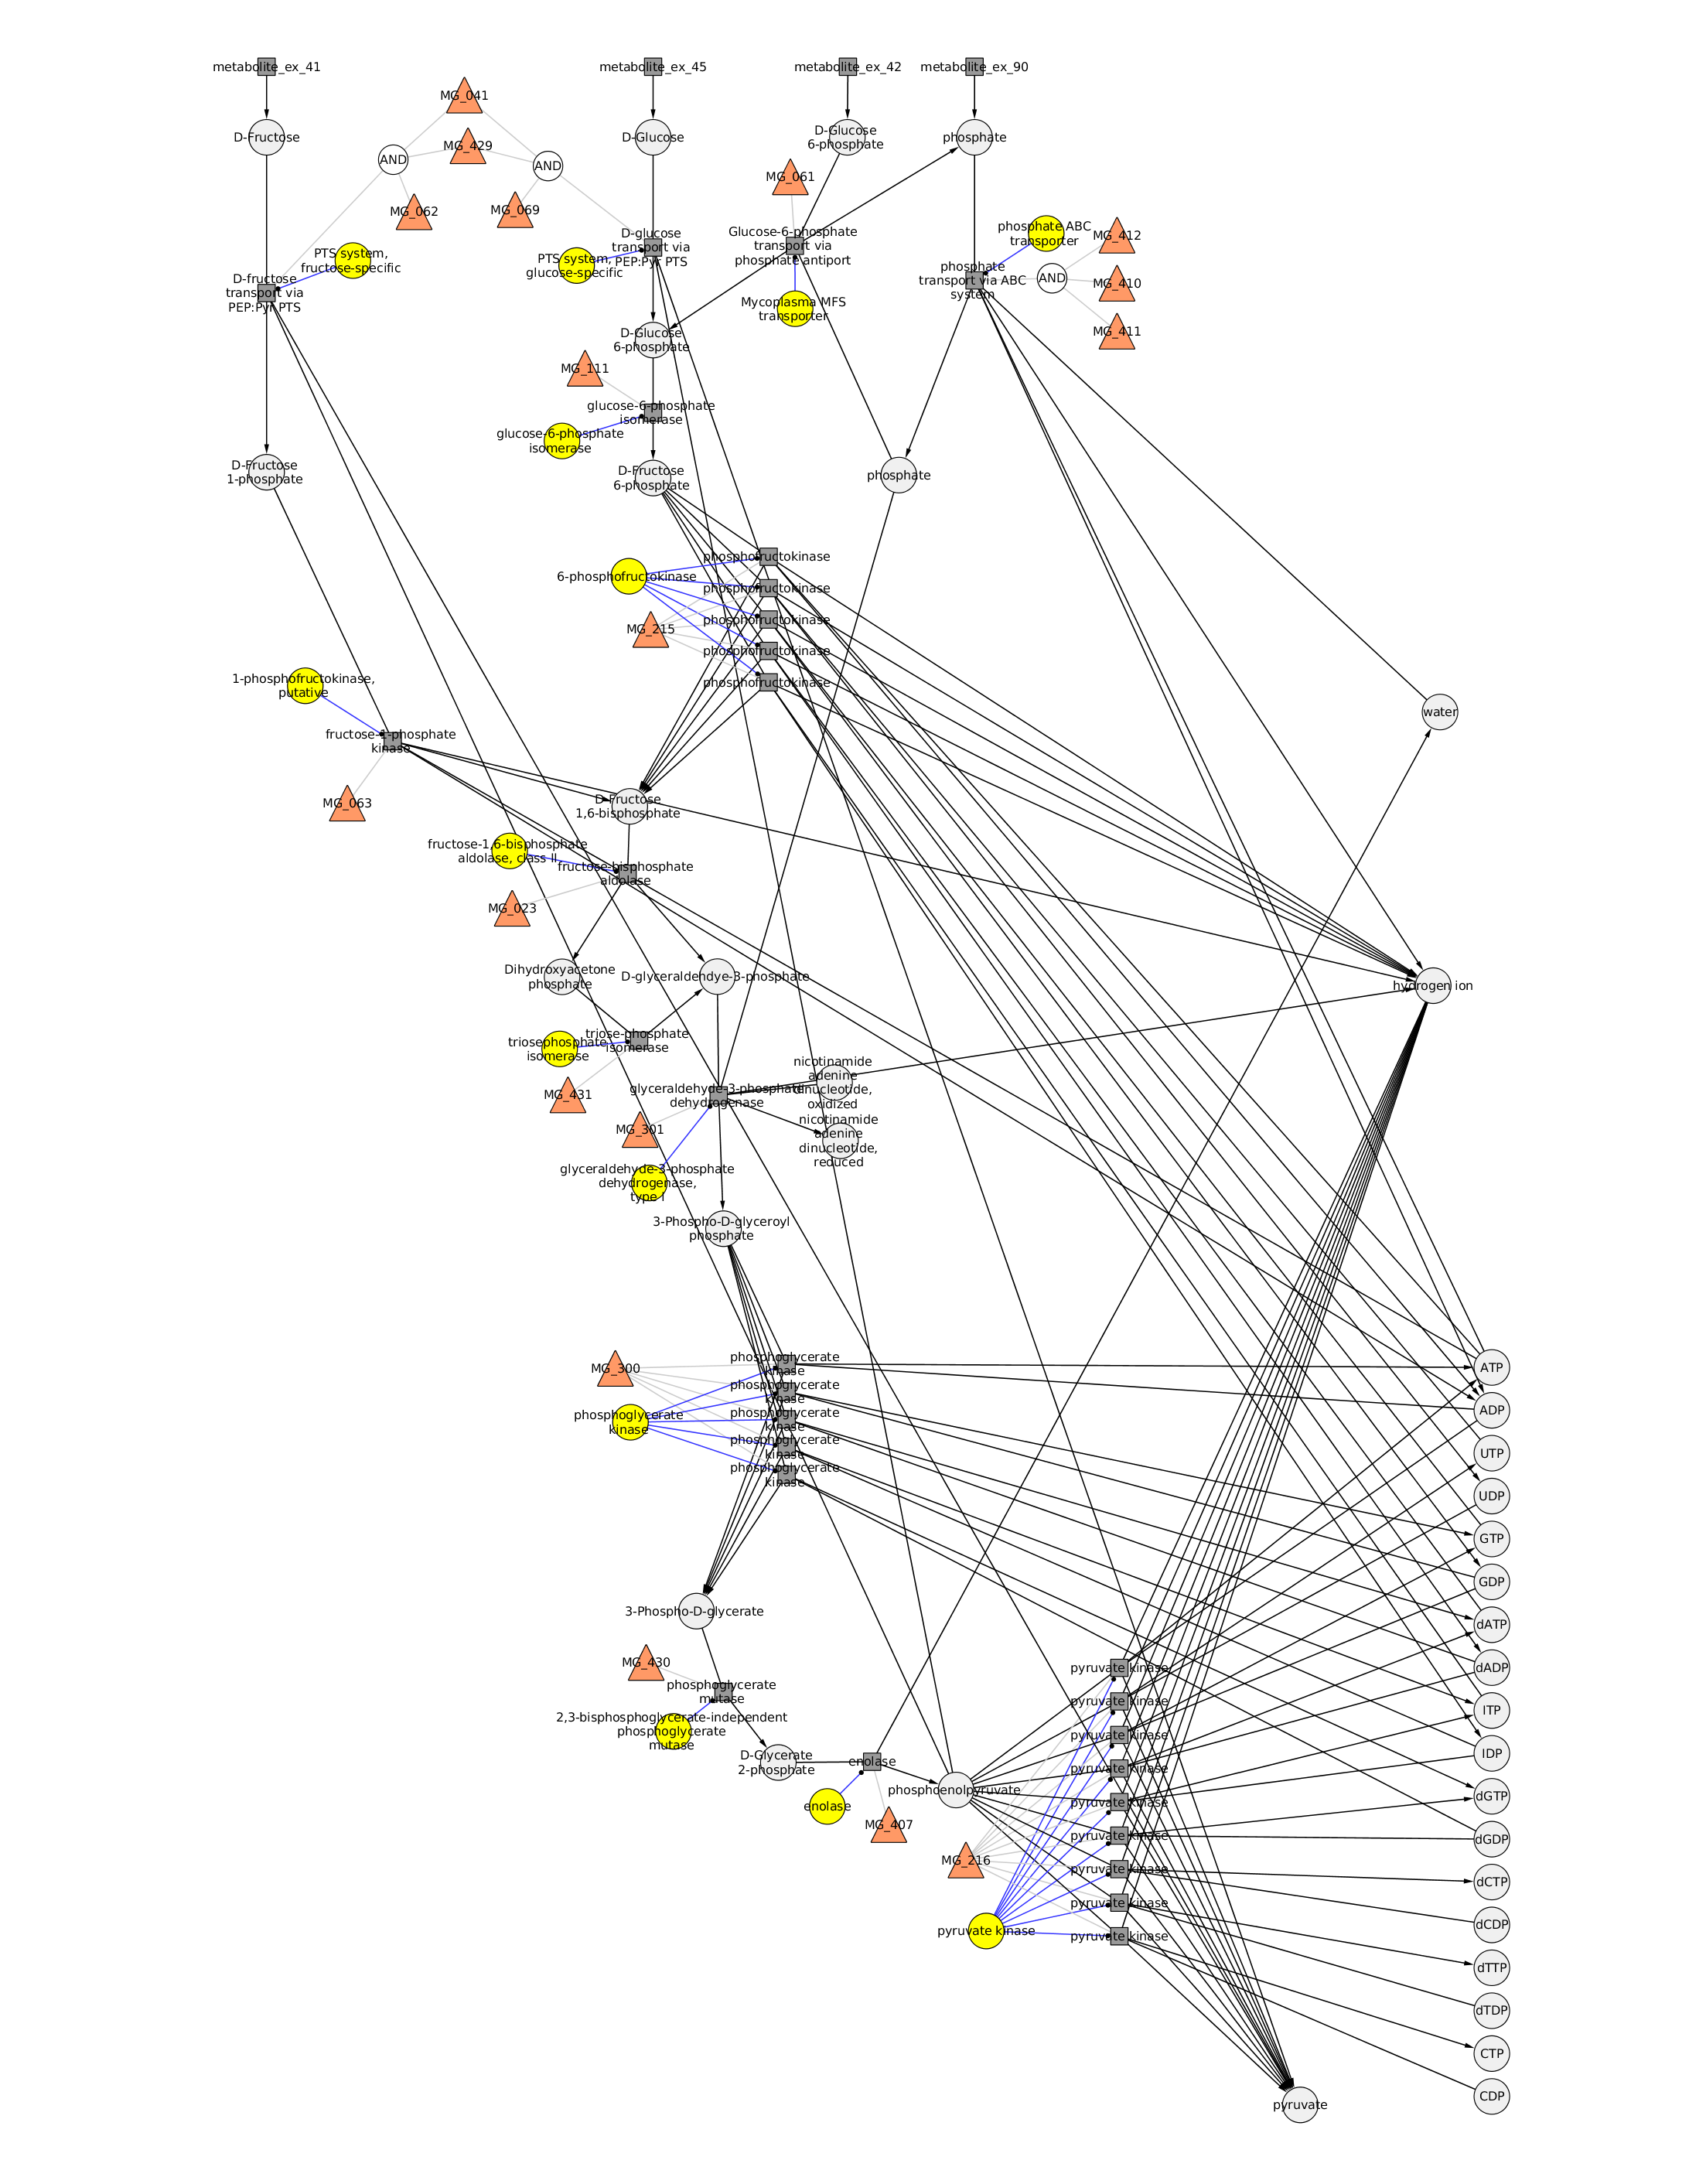 metabolite_ex_41
metabolite_ex_45
metabolite_ex_42
metabolite_ex_90
MG_041
D-Fructose
D-Glucose
D-Glucose
6-phosphate
phosphate
MG_429
AND
AND
MG_061
MG_062
MG_069
PTS system,
fructose-specific
D-glucose
transport via
PEP:Pyr PTS
PTS system,
glucose-specific
Glucose-6-phosphate
transport via
phosphate antiport
phosphate ABC
transporter
MG_412
D-fructose
transport via
PEP:Pyr PTS
phosphate
transport via ABC
system
AND
MG_410
Mycoplasma MFS
transporter
MG_411
D-Glucose
6-phosphate
MG_111
glucose-6-phosphate
isomerase
glucose-6-phosphate
isomerase
D-Fructose
1-phosphate
D-Fructose
6-phosphate
phosphate
phosphofructokinase
6-phosphofructokinase
phosphofructokinase
phosphofructokinase
MG_215
phosphofructokinase
phosphofructokinase
1-phosphofructokinase,
putative
water
fructose-1-phosphate
kinase
MG_063
D-Fructose
1,6-bisphosphate
fructose-1,6-bisphosphate
aldolase, class II
fructose-bisphosphate
aldolase
MG_023
Dihydroxyacetone
phosphate
D-glyceraldehdye-3-phosphate
hydrogen ion
triosephosphate
isomerase
triose-phosphate
isomerase
nicotinamide
adenine
dinucleotide,
oxidized
MG_431
glyceraldehyde-3-phosphate
dehydrogenase
MG_301
nicotinamide
adenine
dinucleotide,
reduced
glyceraldehyde-3-phosphate
dehydrogenase,
type I
3-Phospho-D-glyceroyl
phosphate
MG_300
phosphoglycerate
kinase
ATP
phosphoglycerate
kinase
ADP
phosphoglycerate
kinase
phosphoglycerate
kinase
phosphoglycerate
kinase
UTP
phosphoglycerate
kinase
UDP
GTP
GDP
3-Phospho-D-glycerate
dATP
MG_430
pyruvate kinase
dADP
phosphoglycerate
mutase
pyruvate kinase
ITP
2,3-bisphosphoglycerate-independent
phosphoglycerate
mutase
pyruvate kinase
IDP
D-Glycerate
2-phosphate
enolase
pyruvate kinase
phosphoenolpyruvate
dGTP
enolase
pyruvate kinase
MG_407
pyruvate kinase
dGDP
MG_216
pyruvate kinase
dCTP
pyruvate kinase
dCDP
pyruvate kinase
pyruvate kinase
dTTP
dTDP
CTP
CDP
pyruvate